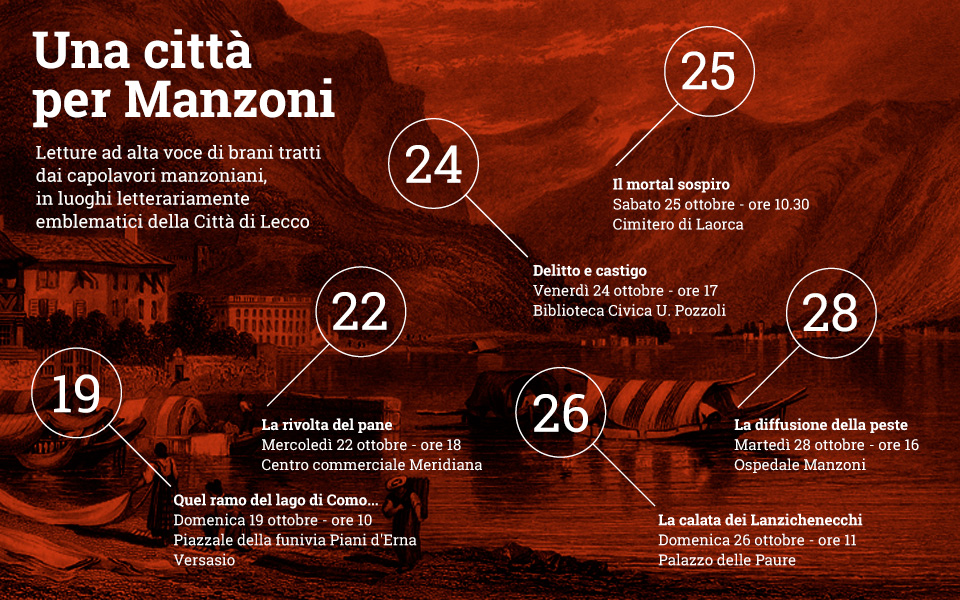 Una città
per Manzoni
Letture ad alta voce di brani tratti
dai capolavori manzoniani,
in luoghi letterariamente
emblematici della Città di Lecco
19
Quel ramo del lago di Como...
Domenica 19 ottobre - ore 10
Piazzale della funivia Piani d'Erna
Versasio
22
La rivolta del pane
Mercoledì 22 ottobre - ore 18
Centro commerciale Meridiana
24
Delitto e castigo
Venerdì 24 ottobre - ore 17
Biblioteca Civica U. Pozzoli
25
Il mortal sospiro
Sabato 25 ottobre - ore 10.30
Cimitero di Laorca
26
La calata dei Lanzichenecchi
Domenica 26 ottobre - ore 11
Palazzo delle Paure
28
La diffusione della peste
Martedì 28 ottobre - ore 16
Ospedale Manzoni